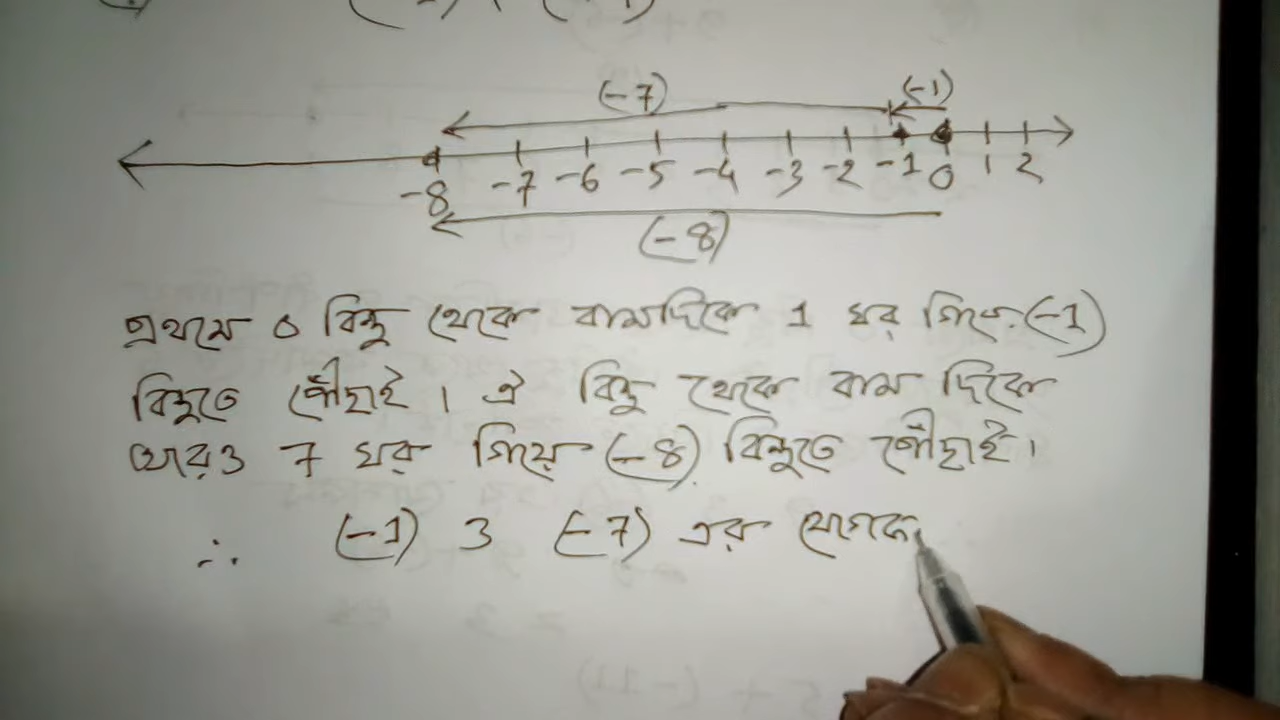 (-7) (-1)
-8 -7 -6 -5 -4 -3 -2 -1 0 1 2
(-8)
প্রথমে 0 বিন্দু থেকে বামদিকে 1 ঘর গিয়ে (-1)
বিন্দুতে পৌঁছাই । ঐ বিন্দু থেকে বাম দিকে
আরও 7 ঘর গিয়ে (-8) বিন্দুতে পৌঁছাই ।
∴ (-1) ও (-7) এর যোগফ